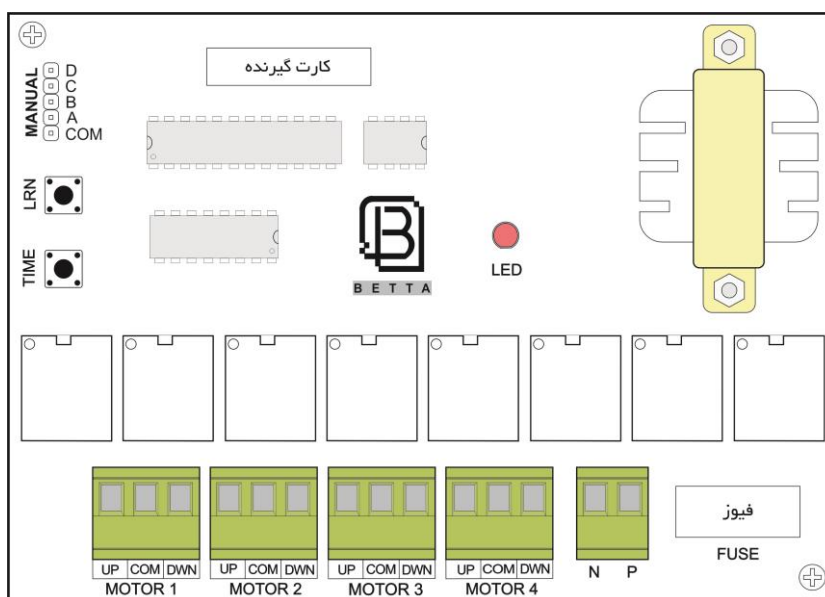 کارت گیرنده
MANUAL
D
C
B
A
COM
LRN
TIME
BETTA
LED
UP COM DWN
MOTOR 1
UP COM DWN
MOTOR 2
UP COM DWN
MOTOR 3
UP COM DWN
MOTOR 4
N P
فیوز
FUSE